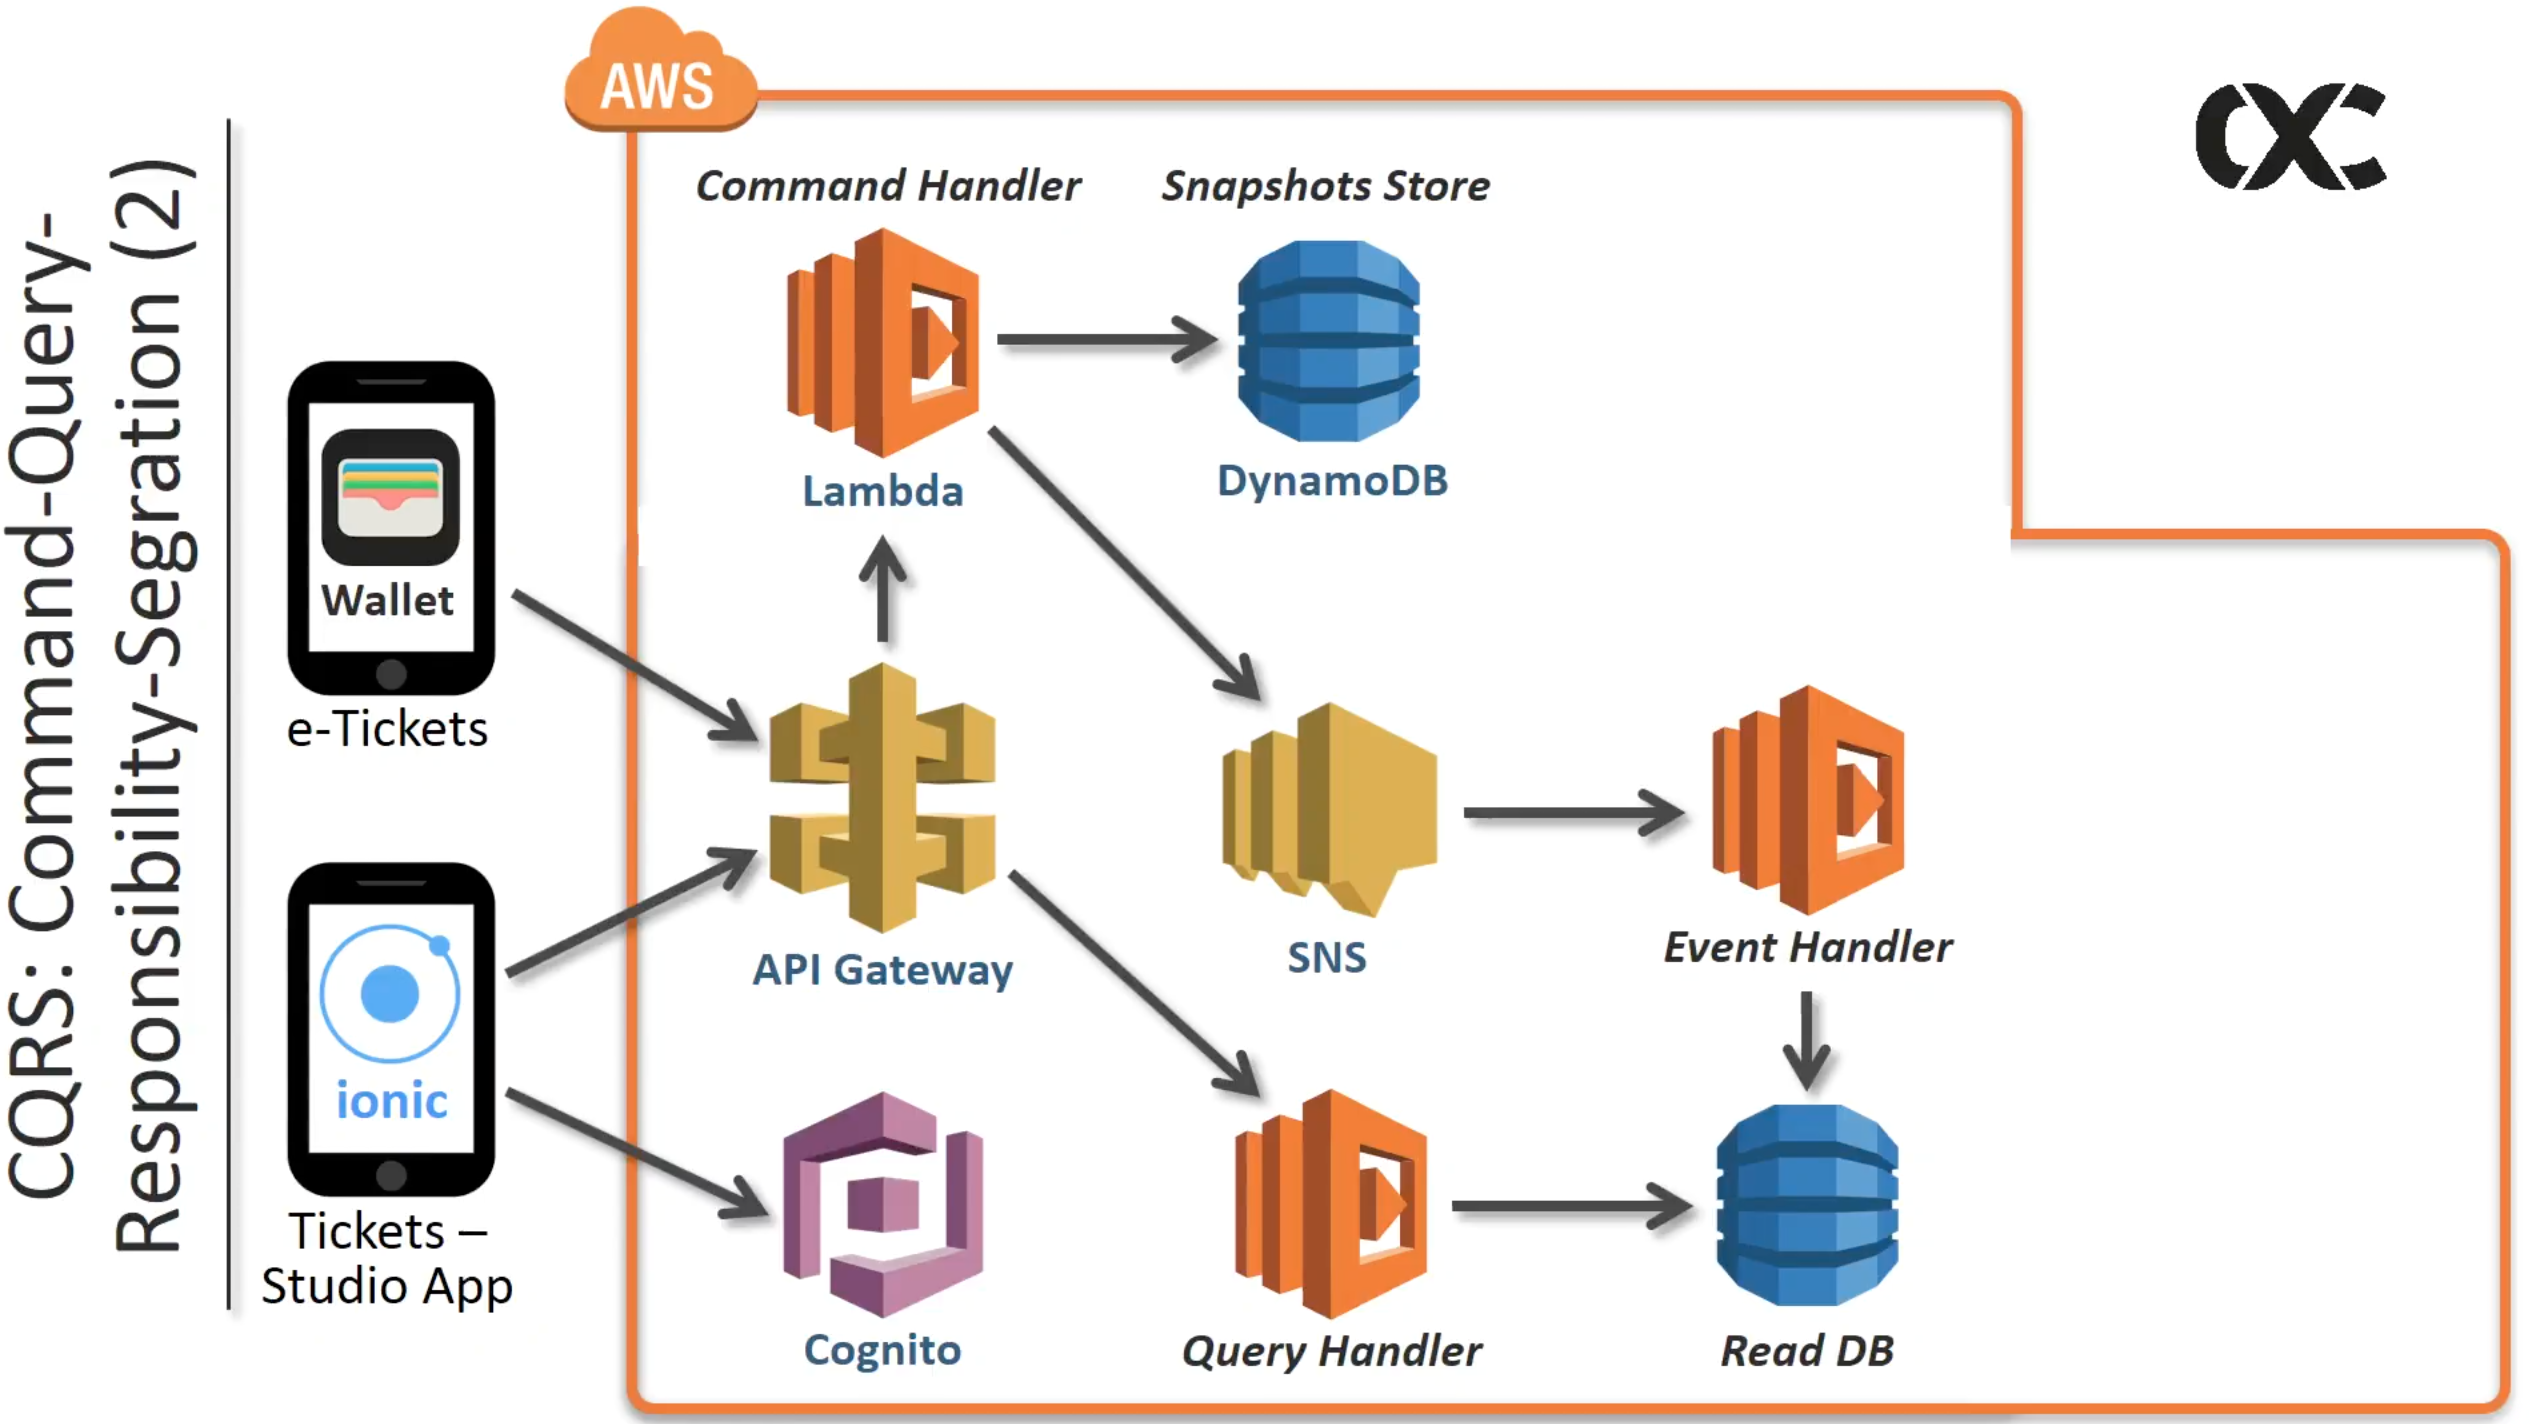 CQRS: Command-Query-
Responsibility-Segration (2)
AWS
Command Handler
Snapshots Store
Lambda
DynamoDB
Wallet
e-Tickets
API Gateway
SNS
Event Handler
ionic
Tickets –
Studio App
Cognito
Query Handler
Read DB